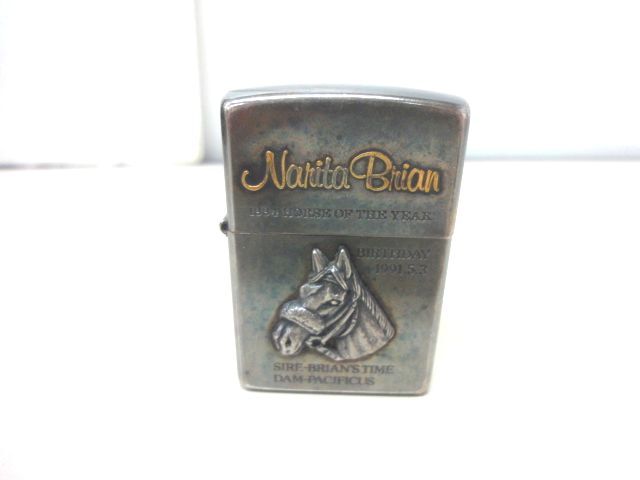 Narita Brian
1994 HORSE OF THE YEAR
BIRTHDAY
1991.5.3
SIRE-BRIAN'S TIME
DAM-PACIFICUS